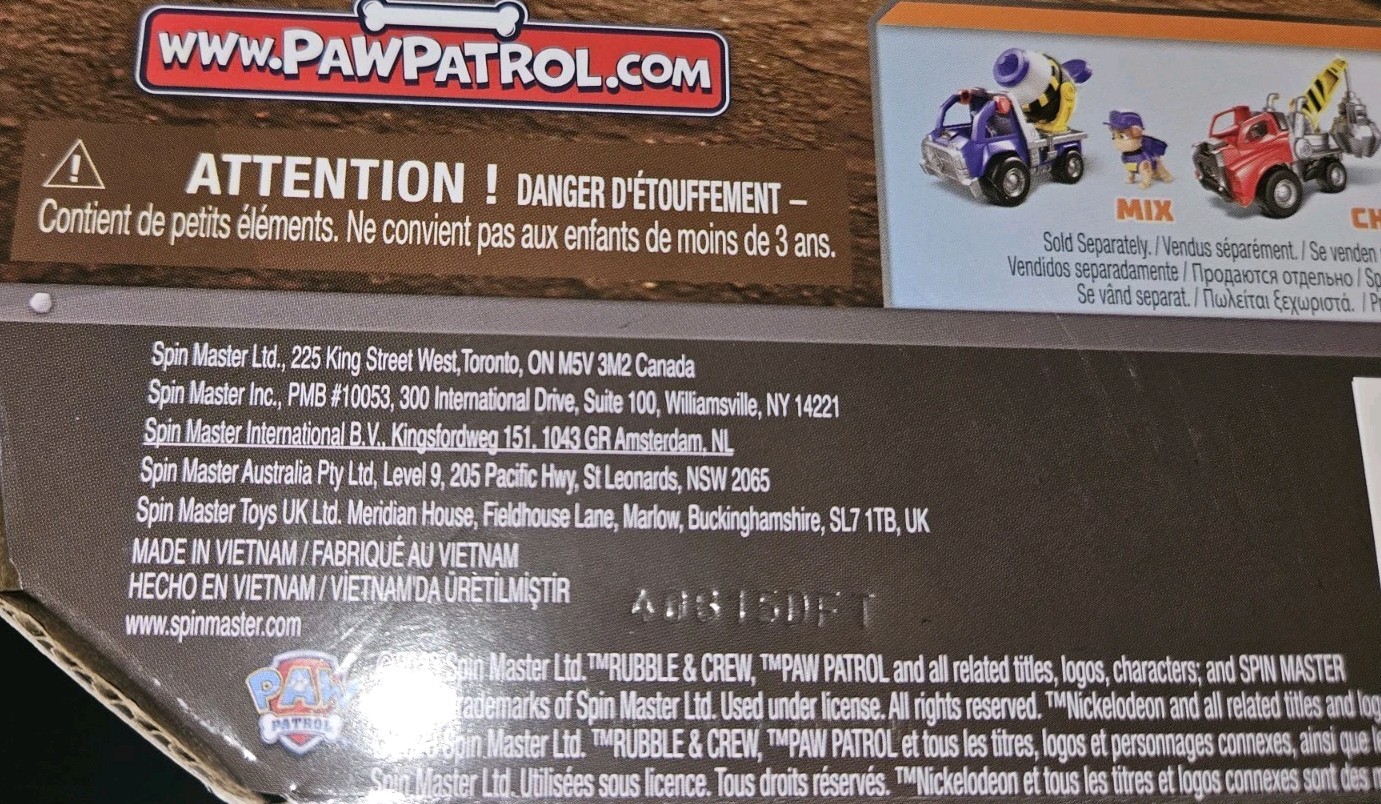 www.PAWPATROL.COM
ATTENTION ! DANGER D'ÉTOUFFEMENT –
Contient de petits éléments. Ne convient pas aux enfants de moins de 3 ans.
MIX
CH
Sold Separately. / Vendus séparément. / Se venden
Vendidos separadamente / Продаются отдельно / Sp
Se vând separat. / Πωλείται ξεχωριστά. / P
Spin Master Ltd., 225 King Street West, Toronto, ON M5V 3M2 Canada
Spin Master Inc., PMB #10053, 300 International Drive, Suite 100, Williamsville, NY 14221
Spin Master International B.V., Kingsfordweg 151, 1043 GR Amsterdam, NL
Spin Master Australia Pty Ltd, Level 9, 205 Pacific Hwy, St Leonards, NSW 2065
Spin Master Toys UK Ltd. Meridian House, Fieldhouse Lane, Marlow, Buckinghamshire, SL7 1TB, UK
MADE IN VIETNAM / FABRIQUÉ AU VIETNAM
HECHO EN VIETNAM / VİETNAM'DA ÜRETİLMİŞTİR
www.spinmaster.com
PAW
PATROL
Spin Master Ltd. ™RUBBLE & CREW, ™PAW PATROL and all related titles, logos, characters; and SPIN MASTER
of Spin Master Ltd. Used under license. All rights reserved. ™Nickelodeon and all related titles and log
Spin Master Ltd. ™RUBBLE & CREW, ™PAW PATROL et tous les titres, logos et personnages connexes, ainsi que
Spin Master Ltd. Utilisées sous licence. Tous droits réservés. ™Nickelodeon et tous les titres et logos connexes sont des